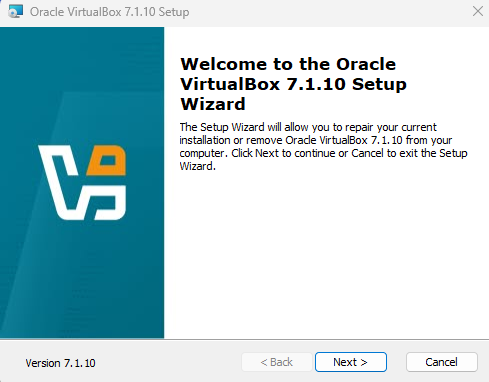 Oracle VirtualBox 7.1.10 Setup
Welcome to the Oracle
VirtualBox 7.1.10 Setup
Wizard
The Setup Wizard will allow you to repair your current
installation or remove Oracle VirtualBox 7.1.10 from your
computer. Click Next to continue or Cancel to exit the Setup
Wizard.
Version 7.1.10
< Back
Next >
Cancel